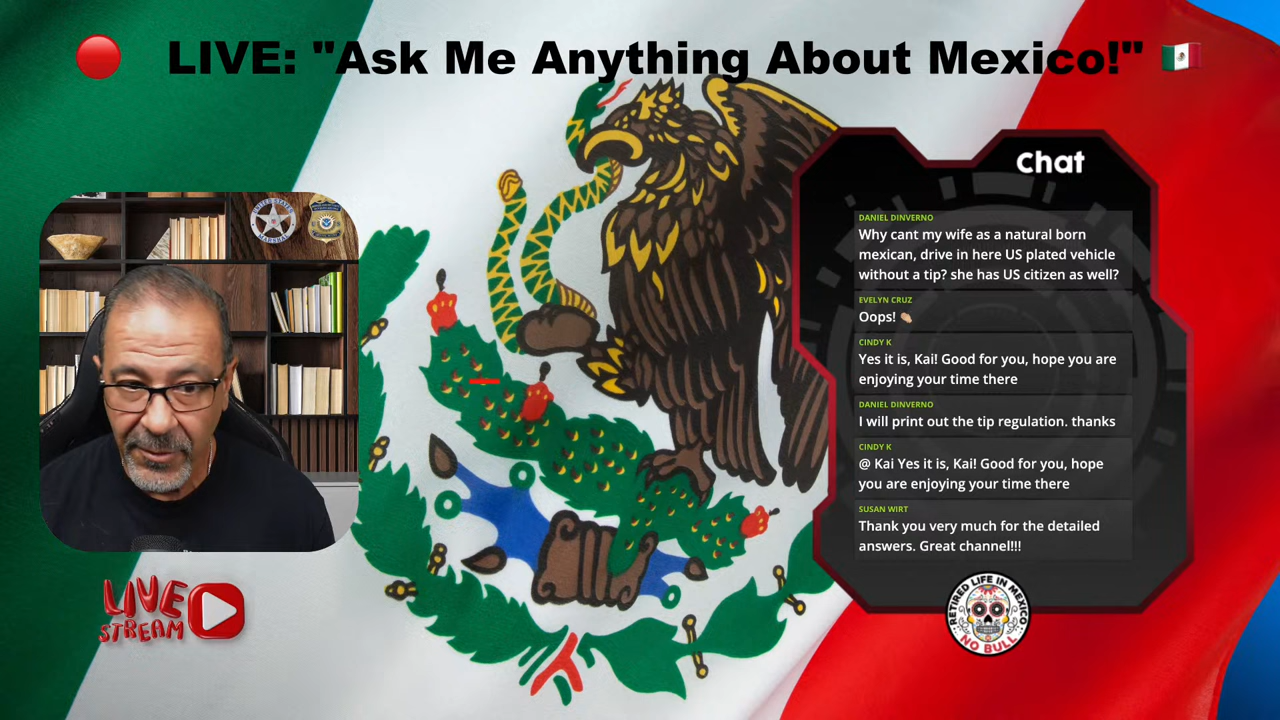 LIVE: "Ask Me Anything About Mexico!"
UNITED STATES
MARSHAL
Chat
DANIEL DINVERNO
Why cant my wife as a natural born
mexican, drive in here US plated vehicle
without a tip? she has US citizen as well?
EVELYN CRUZ
Oops!
CINDY K
Yes it is, Kai! Good for you, hope you are
enjoying your time there
DANIEL DINVERNO
I will print out the tip regulation. thanks
CINDY K
@ Kai Yes it is, Kai! Good for you, hope
you are enjoying your time there
SUSAN WIRT
Thank you very much for the detailed
answers. Great channel!!!
LIVE
STREAM
RETIRED LIFE IN MEXICO
NO BULL